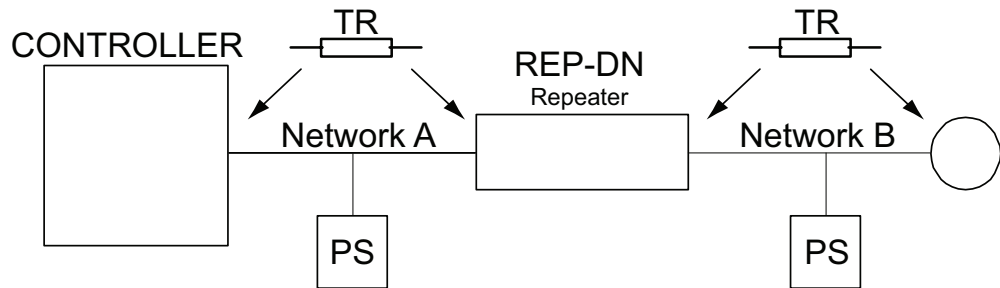 TR
TR
CONTROLLER
REP-DN
Repeater
Network A
Network B
PS
PS